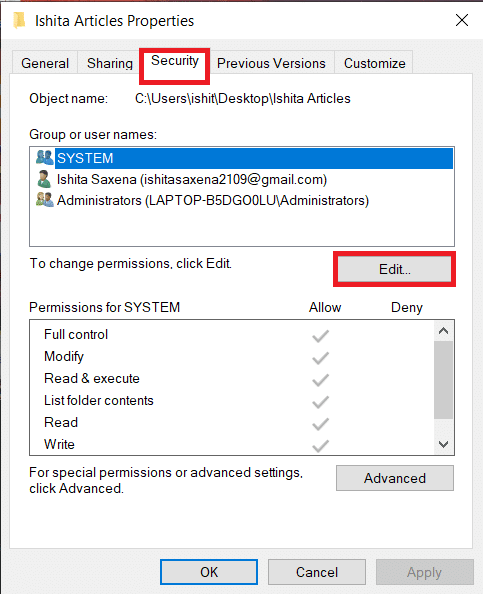 Ishita Articles Properties
General Sharing Security Previous Versions Customize
Object name: C:\Users\ishit\Desktop\Ishita Articles
Group or user names:
SYSTEM
Ishita Saxena (ishitasaxena2109@gmail.com)
Administrators (LAPTOP-B5DGO0LU\Administrators)
To change permissions, click Edit.
Edit...
Permissions for SYSTEM Allow Deny
Full control
Modify
Read & execute
List folder contents
Read
Write
For special permissions or advanced settings,
click Advanced.
Advanced
OK Cancel Apply